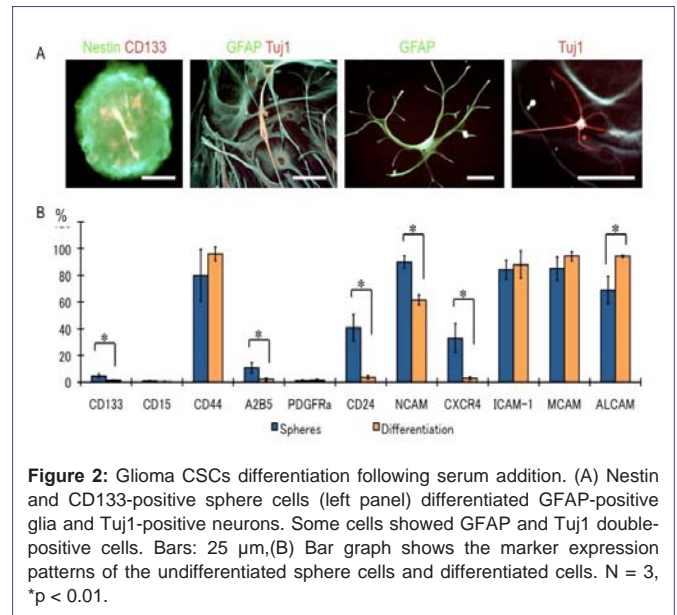 Nestin CD133 GFAP Tuj1 GFAP Tuj1
A
B %
100
80
60
40
20
0
* * * * * *
CD133 CD15 CD44 A2B5 PDGFRa CD24 NCAM CXCR4 ICAM-1 MCAM ALCAM
Spheres Differentiation
Figure 2: Glioma CSCs differentiation following serum addition. (A) Nestin
and CD133-positive sphere cells (left panel) differentiated GFAP-positive
glia and Tuj1-positive neurons. Some cells showed GFAP and Tuj1 double-
positive cells. Bars: 25 µm,(B) Bar graph shows the marker expression
patterns of the undifferentiated sphere cells and differentiated cells. N = 3,
*p < 0.01.